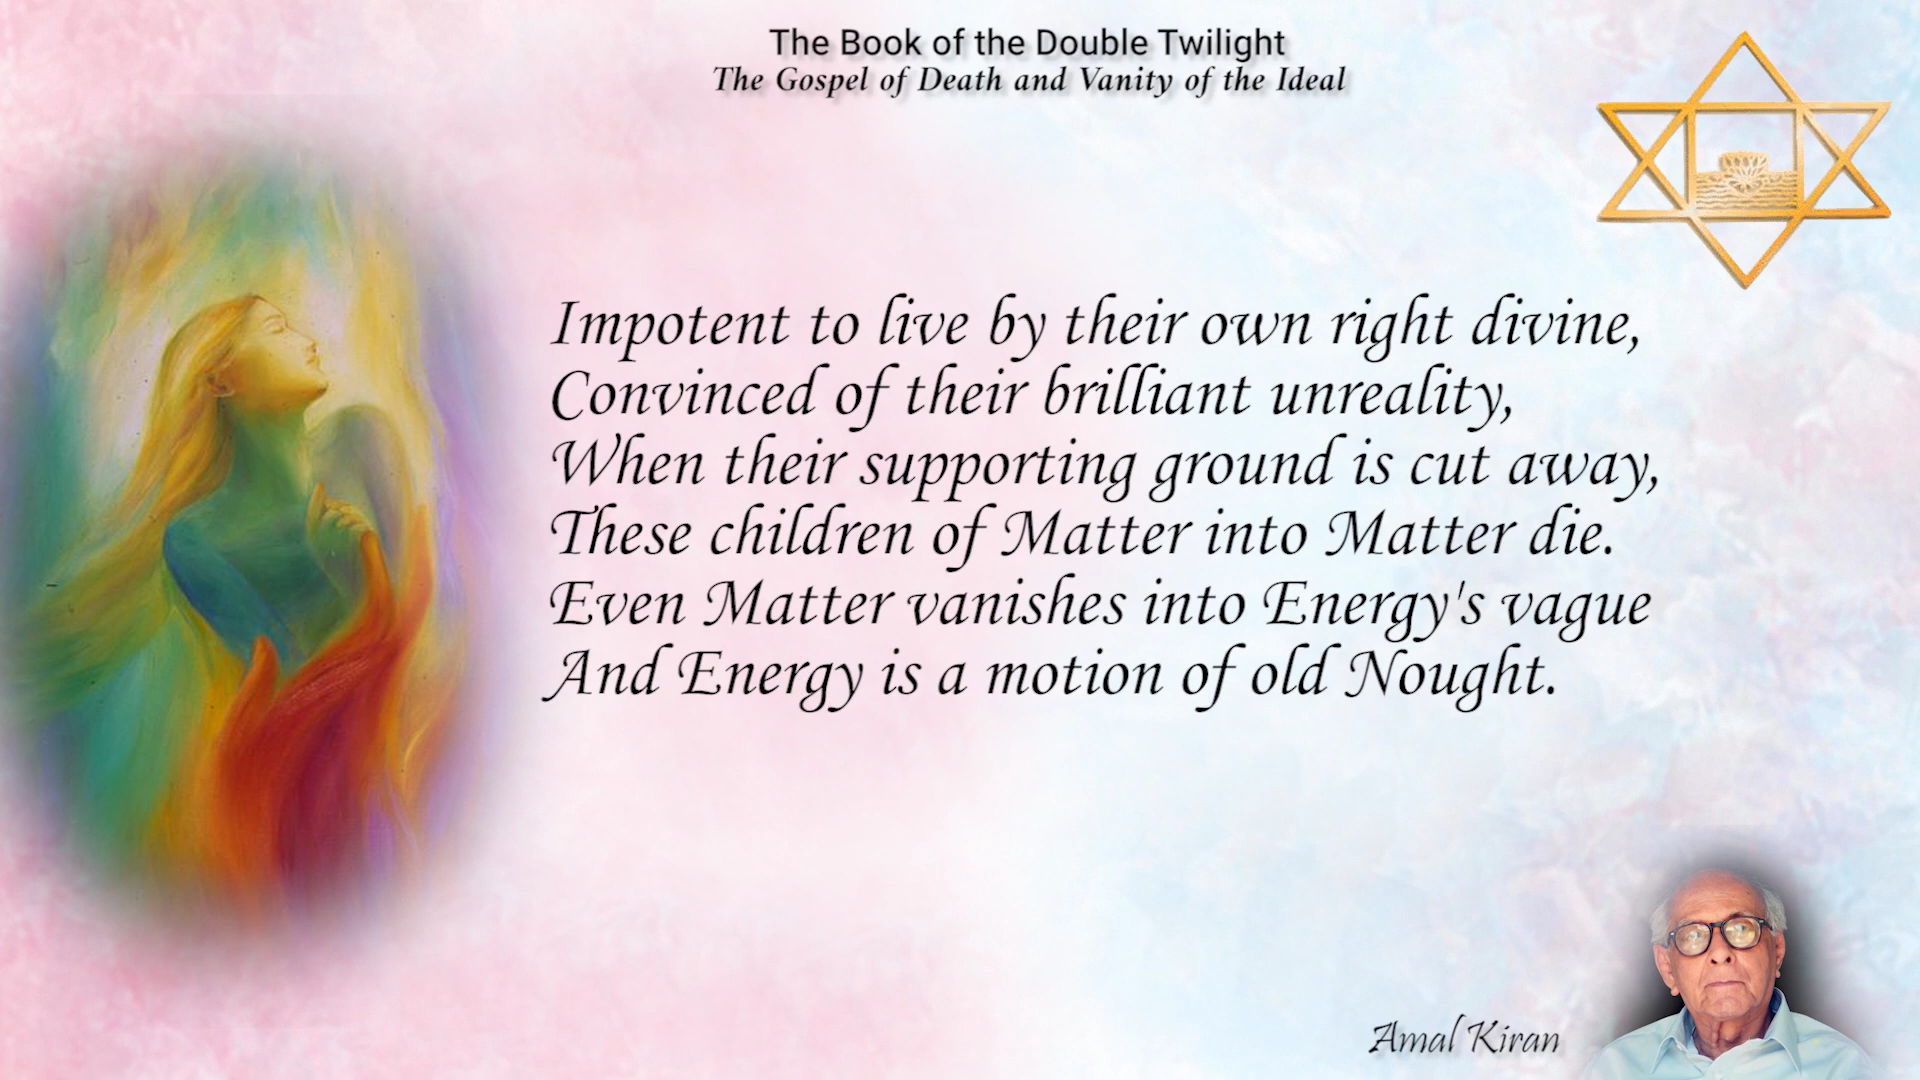 The Book of the Double Twilight
The Gospel of Death and Vanity of the Ideal
Impotent to live by their own right divine,
Convinced of their brilliant unreality,
When their supporting ground is cut away,
These children of Matter into Matter die.
Even Matter vanishes into Energy's vague
And Energy is a motion of old Nought.
Amal Kiran